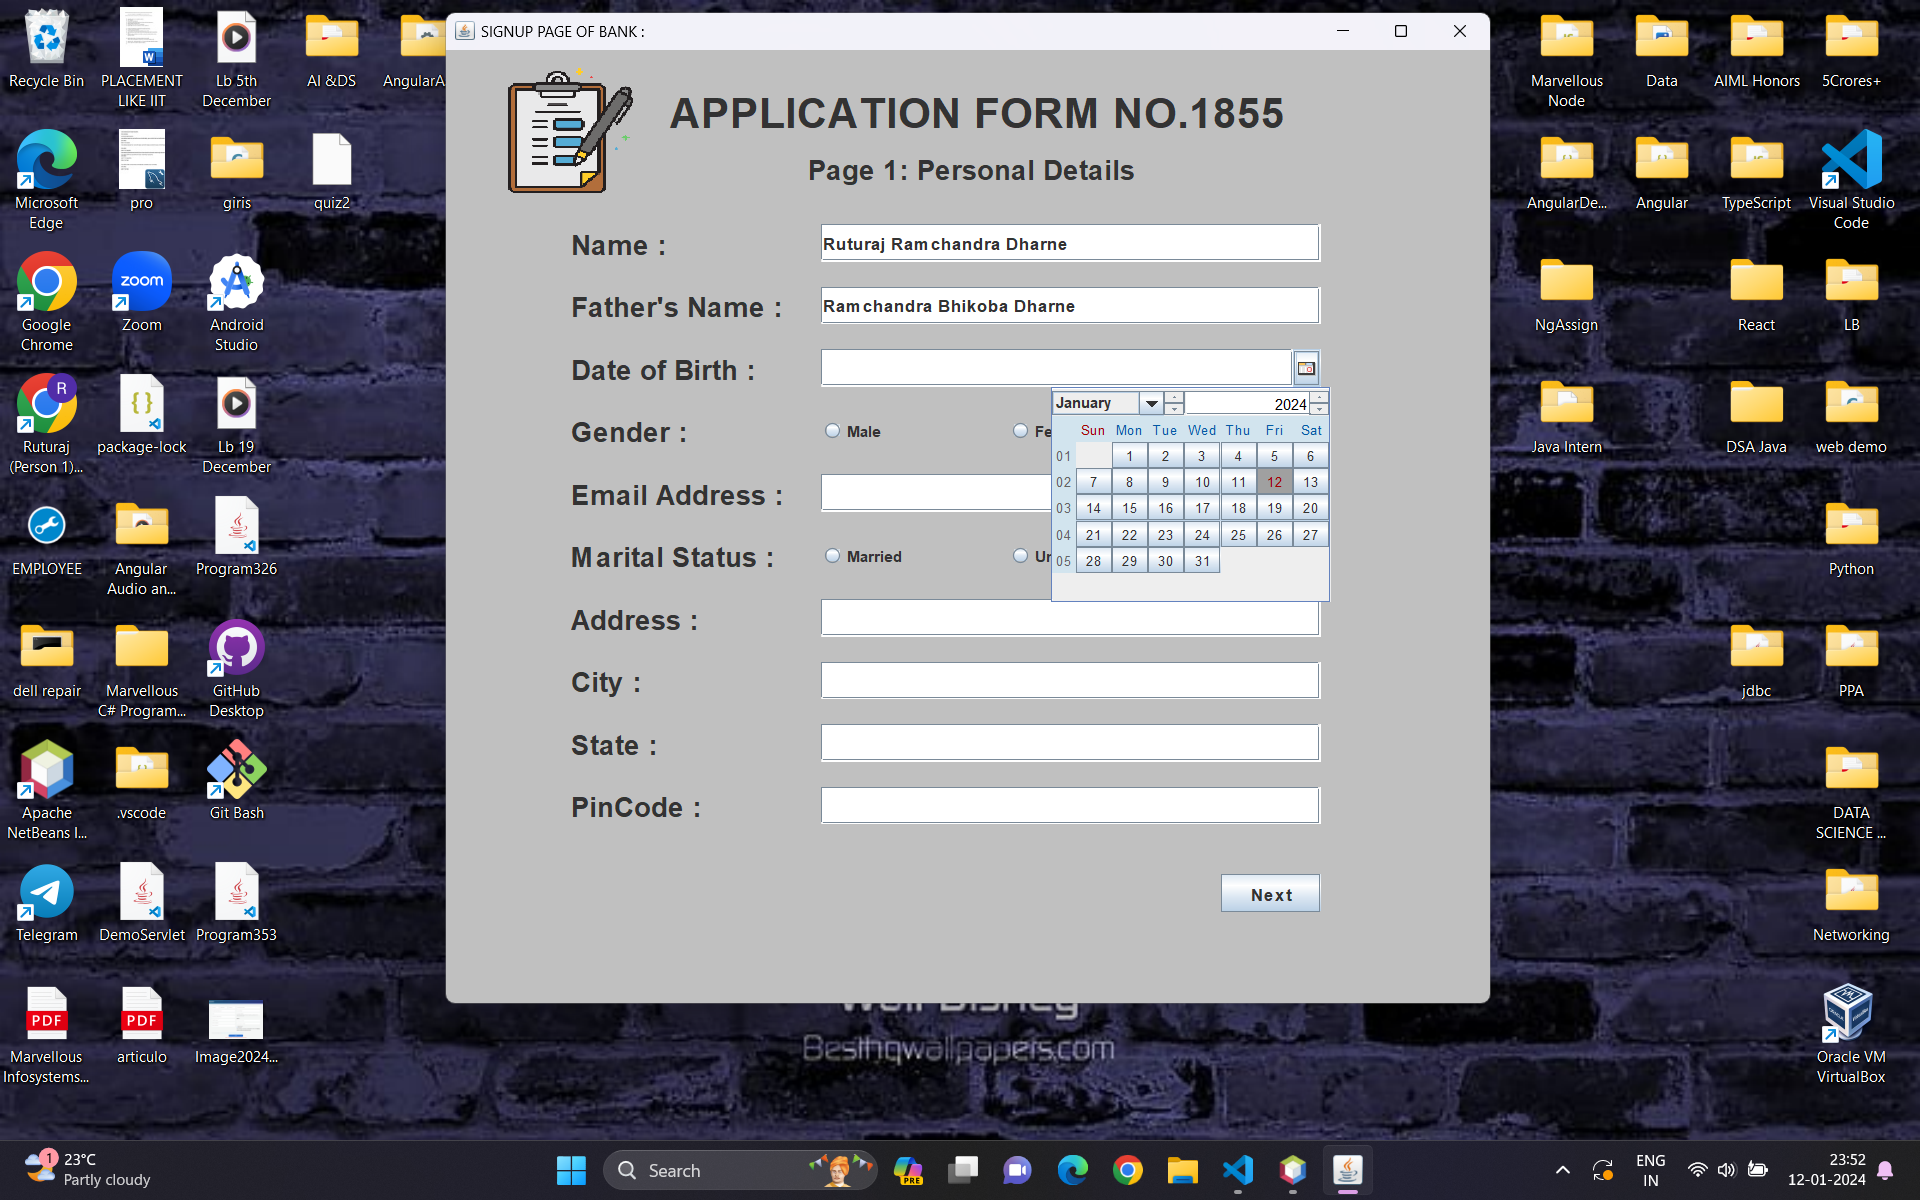 SIGNUP PAGE OF BANK :
APPLICATION FORM NO.1855
Page 1: Personal Details
Name :
Ruturaj Ramchandra Dharne
Father's Name :
Ramchandra Bhikoba Dharne
Date of Birth :
January
2024
Sun Mon Tue Wed Thu Fri Sat
01 1 2 3 4 5 6
02 7 8 9 10 11 12 13
03 14 15 16 17 18 19 20
04 21 22 23 24 25 26 27
05 28 29 30 31
Gender :
Male
Fe
Email Address :
Marital Status :
Married
Un
Address :
City :
State :
PinCode :
Next
Recycle Bin
PLACEMENT
LIKE IIT
Lb 5th
December
AI &DS
AngularA
Microsoft
Edge
pro
giris
quiz2
Google
Chrome
zoom
Zoom
Android
Studio
R
Ruturaj
(Person 1)...
package-lock
Lb 19
December
EMPLOYEE
Angular
Audio an...
Program326
dell repair
Marvellous
C# Program...
GitHub
Desktop
Apache
NetBeans I...
.vscode
Git Bash
Telegram
DemoServlet
Program353
PDF
Marvellous
Infosystems...
PDF
articulo
Image2024...
Marvellous
Node
Data
AIML Honors
5Crores+
AngularDe...
Angular
TypeScript
Visual Studio
Code
NgAssign
React
LB
Java Intern
DSA Java
web demo
Python
jdbc
PPA
DATA
SCIENCE ...
Networking
Oracle VM
VirtualBox
Besthqwallpapers.com
1
23°C
Partly cloudy
Search
PRE
ENG
IN
23:52
12-01-2024